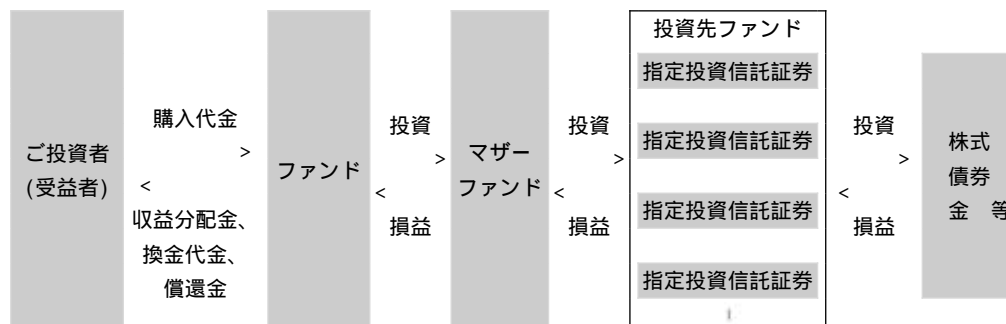 投資先ファンド
指定投資信託証券
指定投資信託証券
指定投資信託証券
指定投資信託証券
ご投資者
(受益者)
購入代金
>
<
収益分配金、
換金代金、
償還金
ファンド
投資
>
<
損益
マザー
ファンド
投資
>
<
損益
投資
>
<
損益
株式
債券
金 等